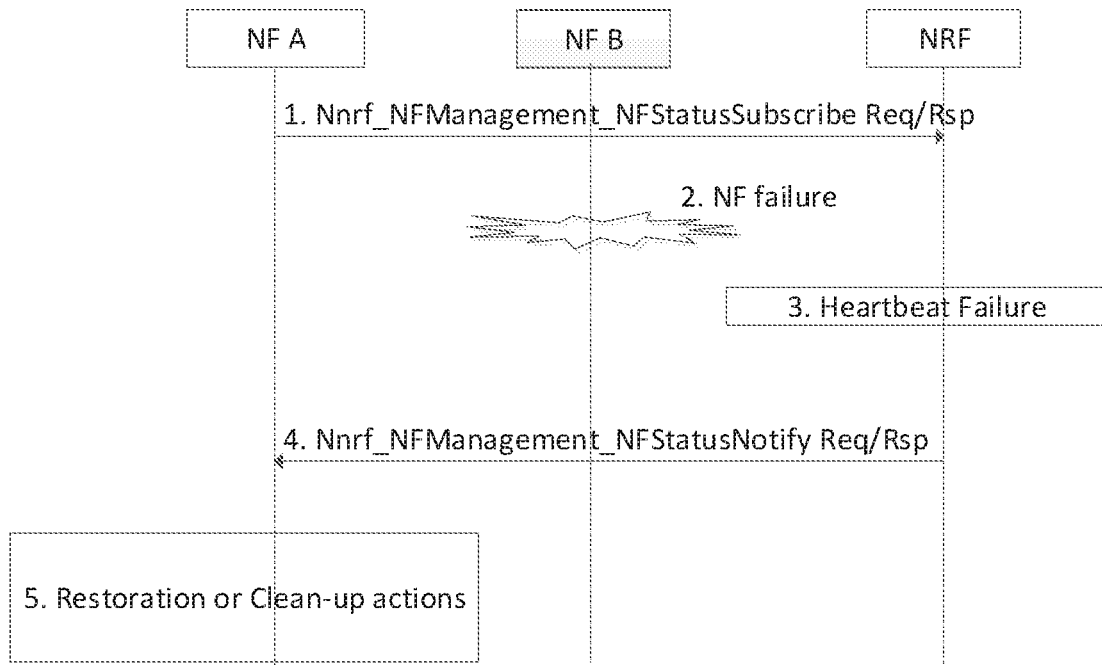 NF A
NF B
NRF
1. Nnrf_NFManagement_NFStatusSubscribe Req/Rsp
2. NF failure
3. Heartbeat Failure
4. Nnrf_NFManagement_NFStatusNotify Req/Rsp
5. Restoration or Clean-up actions